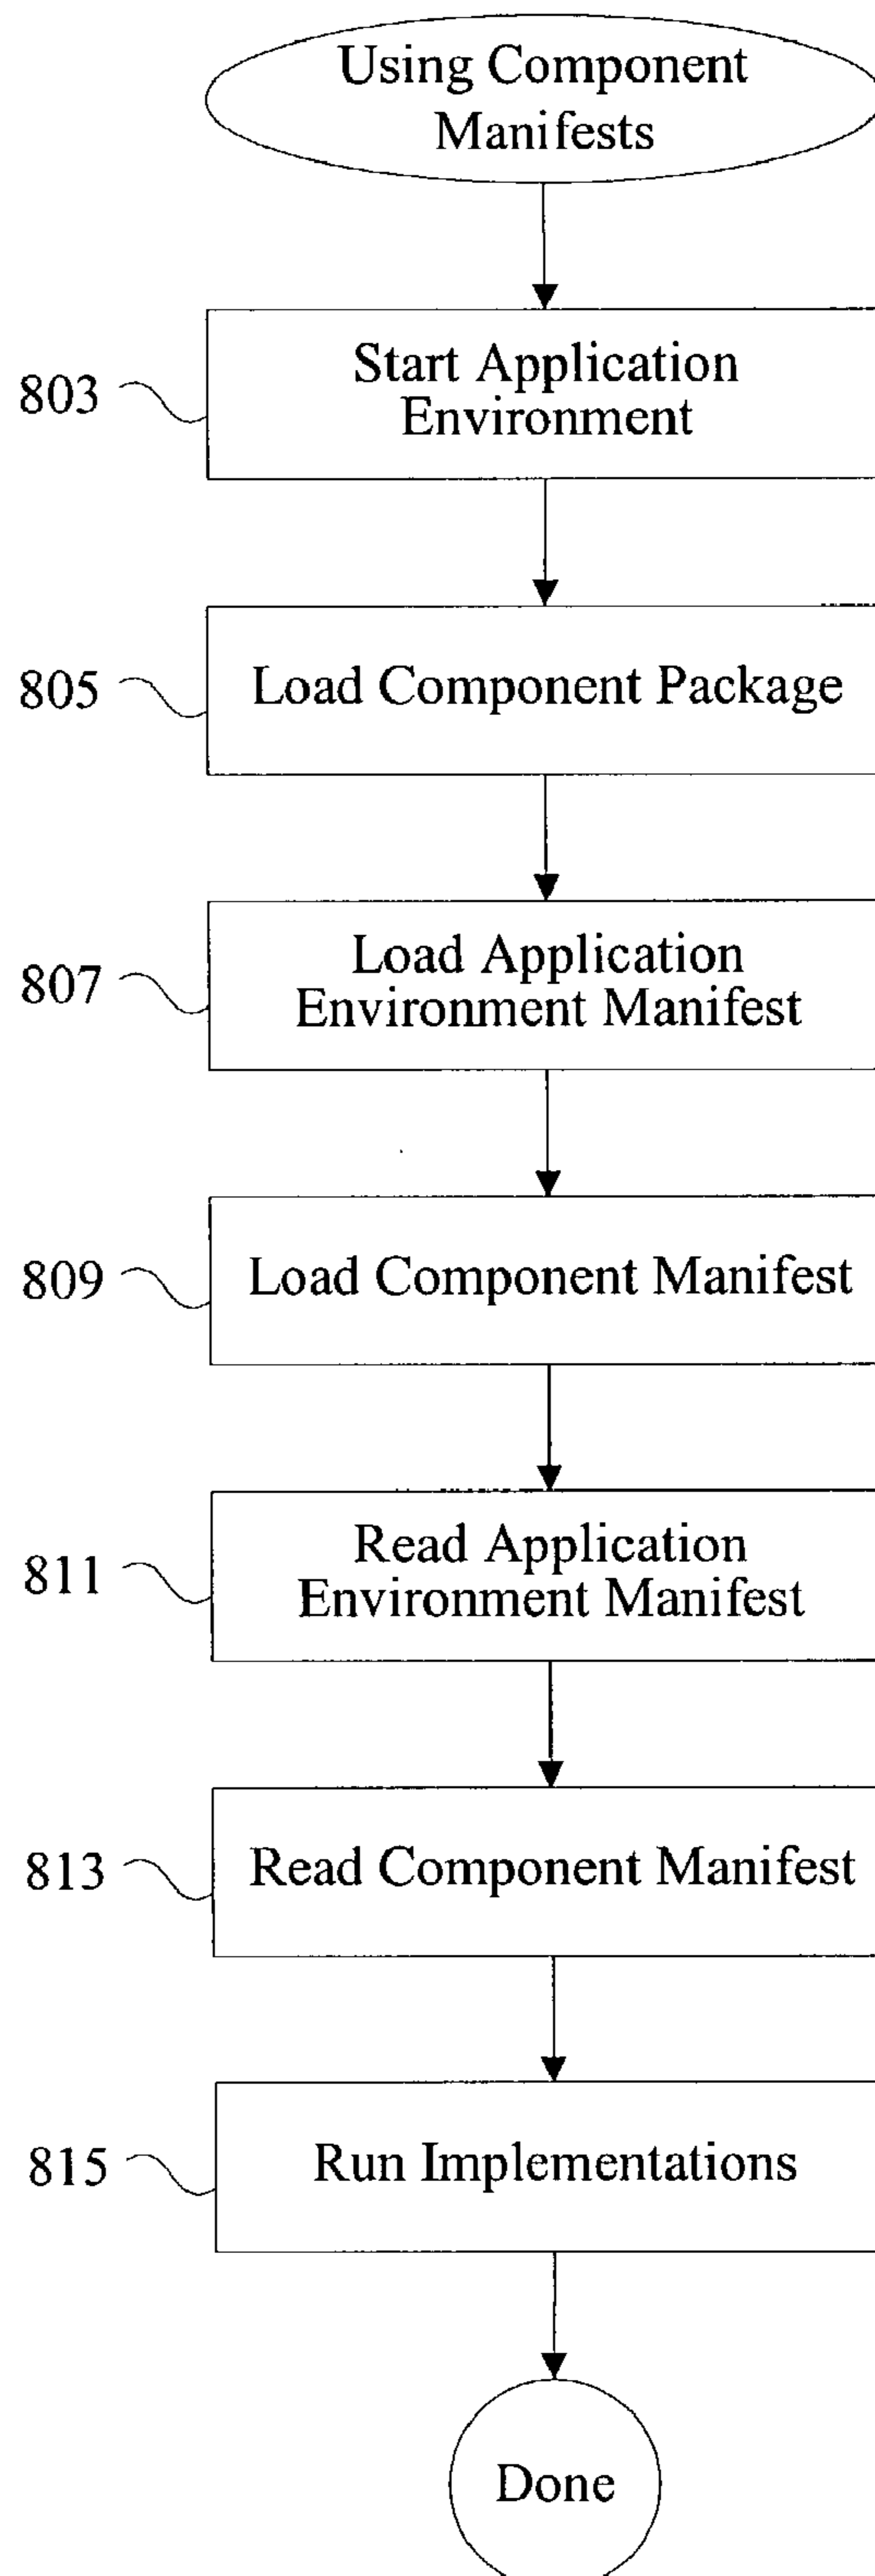 Using Component
Manifests
803
Start Application
Environment
805
Load Component Package
807
Load Application
Environment Manifest
809
Load Component Manifest
811
Read Application
Environment Manifest
813
Read Component Manifest
815
Run Implementations
Done